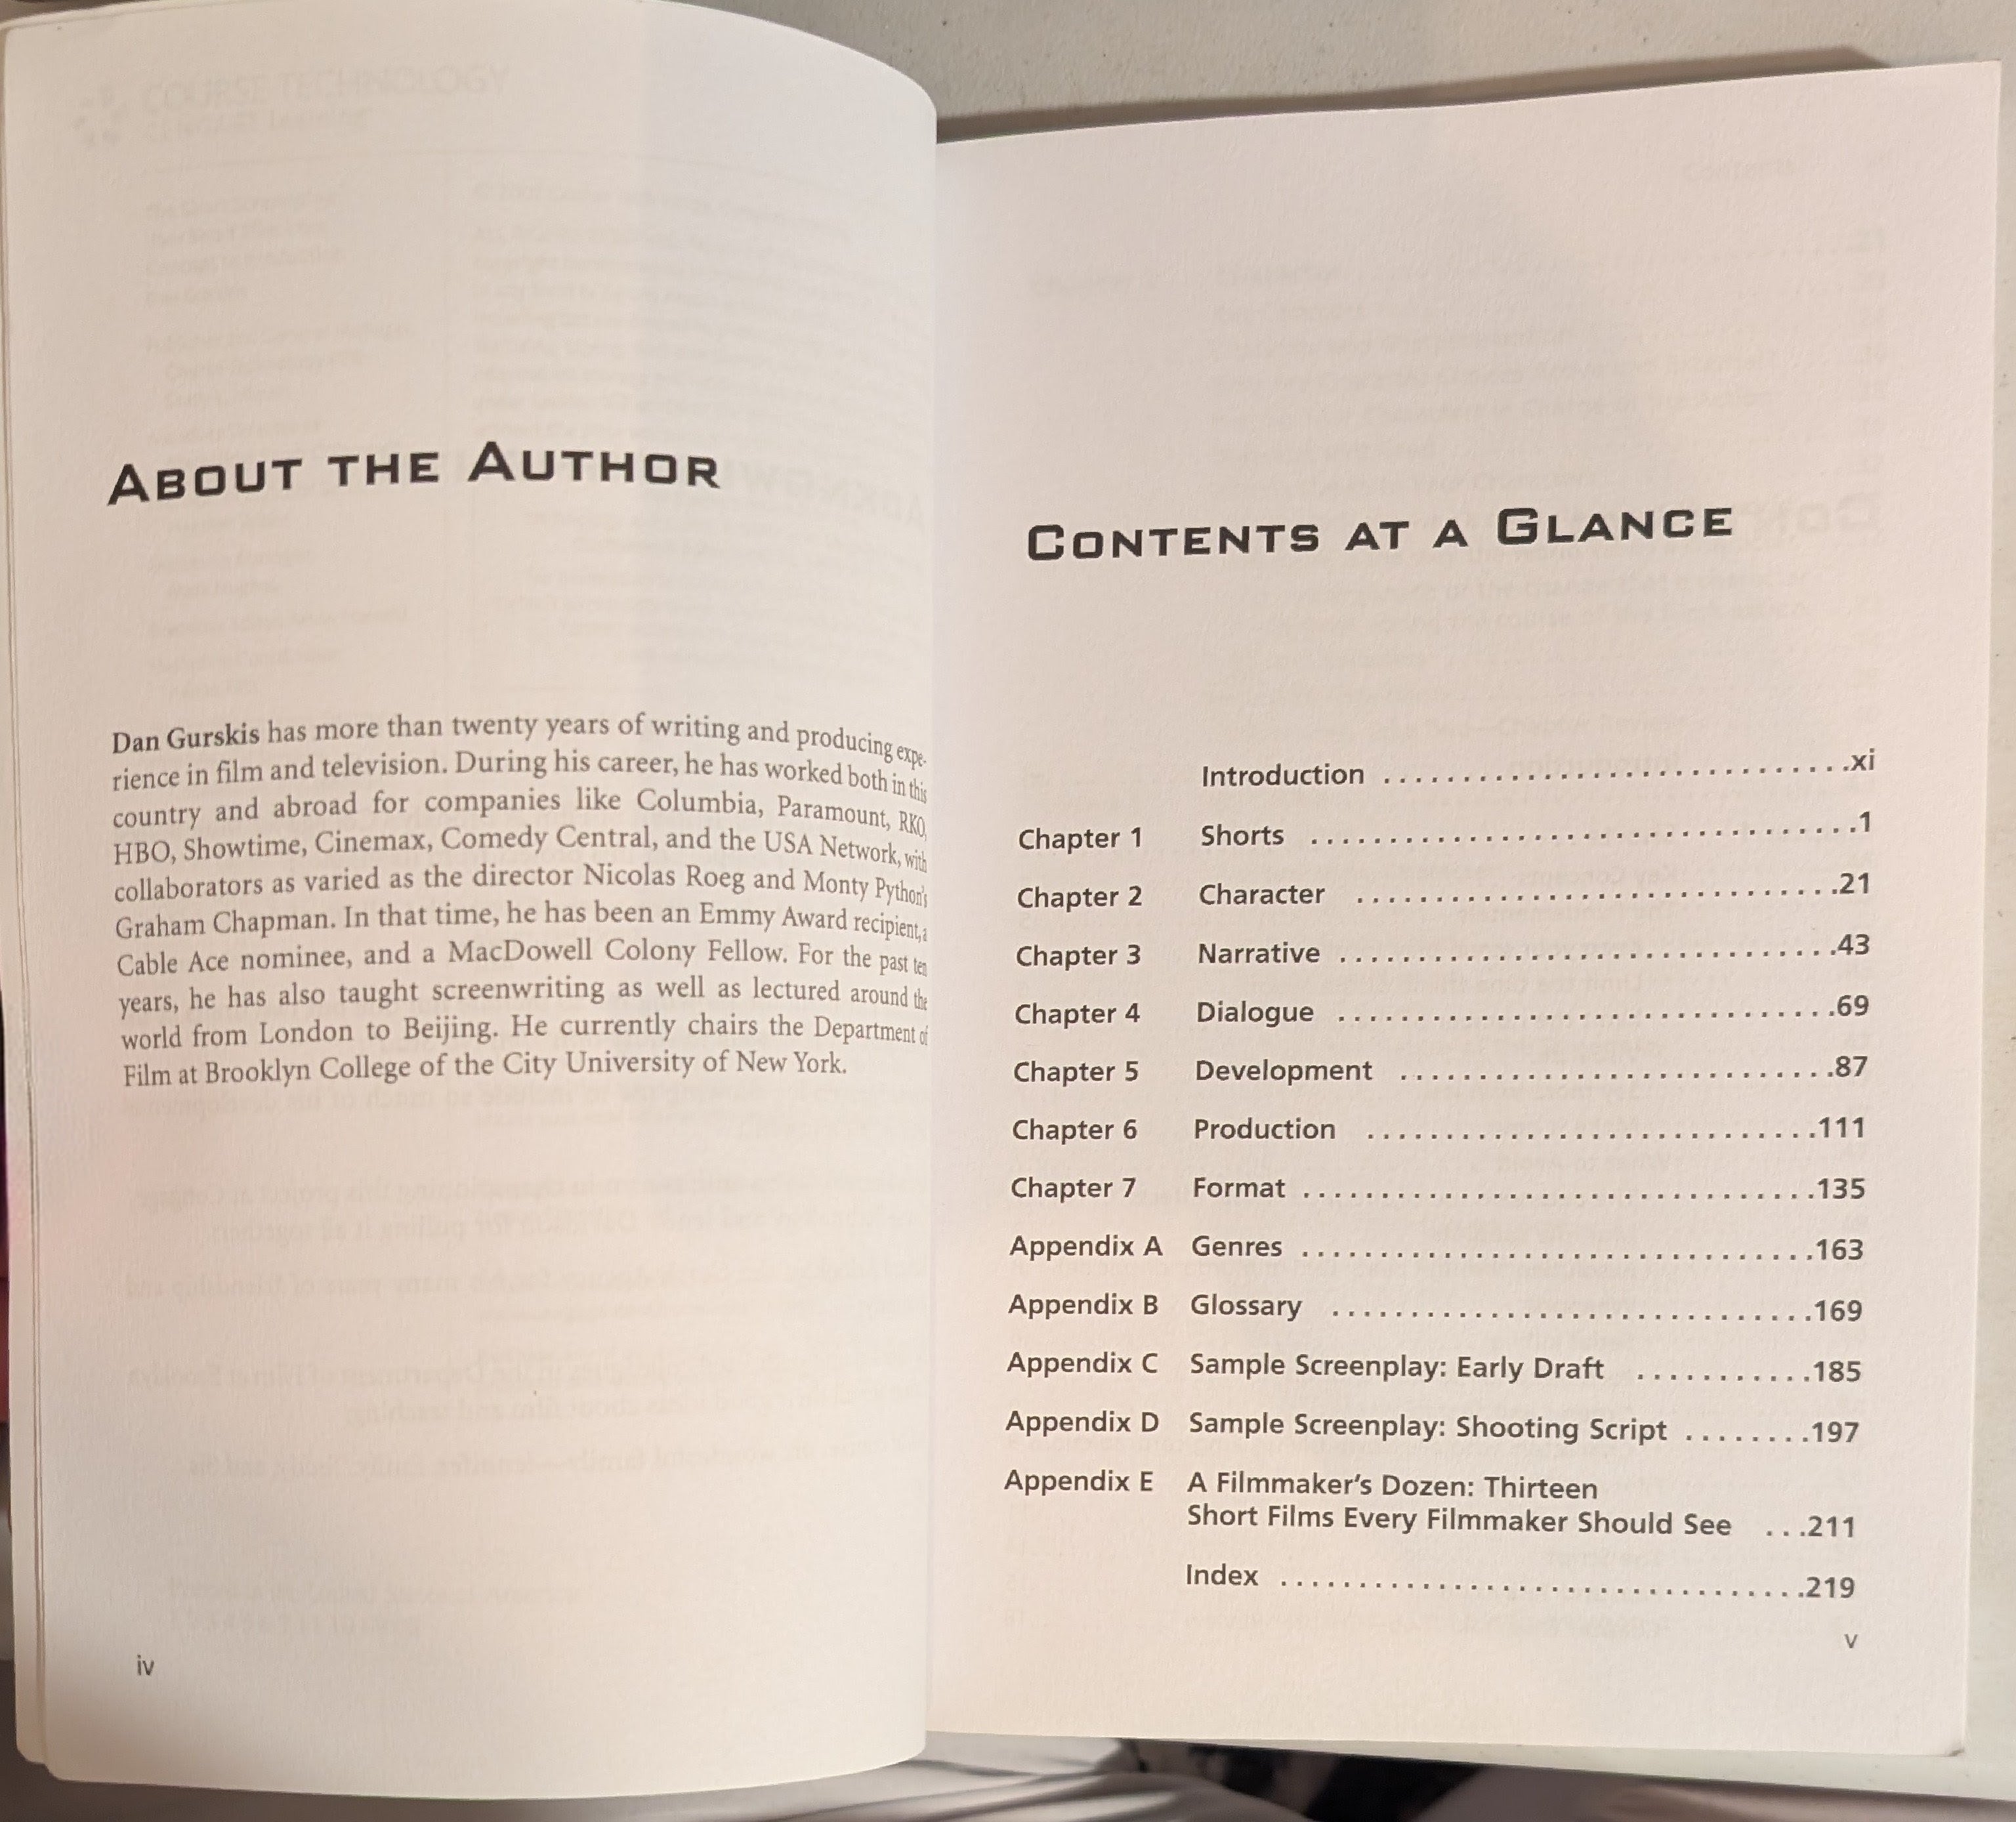 ABOUT THE AUTHOR
Dan Gurskis has more than twenty years of writing and producing expe-
rience in film and television. During his career, he has worked both in this
country and abroad for companies like Columbia, Paramount, RKO,
HBO, Showtime, Cinemax, Comedy Central, and the USA Network, with
collaborators as varied as the director Nicolas Roeg and Monty Python's
Graham Chapman. In that time, he has been an Emmy Award recipient, a
Cable Ace nominee, and a MacDowell Colony Fellow. For the past ten
years, he has also taught screenwriting as well as lectured around the
world from London to Beijing. He currently chairs the Department of
Film at Brooklyn College of the City University of New York.
iv
CONTENTS AT A GLANCE
Introduction . . . . . . . . . . . . . . . . . . . . . . . . . . . . . .xi
Chapter 1 Shorts . . . . . . . . . . . . . . . . . . . . . . . . . . . . . . . . . . .1
Chapter 2 Character . . . . . . . . . . . . . . . . . . . . . . . . . . . . . .21
Chapter 3 Narrative . . . . . . . . . . . . . . . . . . . . . . . . . . . . . . .43
Chapter 4 Dialogue . . . . . . . . . . . . . . . . . . . . . . . . . . . . . . .69
Chapter 5 Development . . . . . . . . . . . . . . . . . . . . . . . . . . .87
Chapter 6 Production . . . . . . . . . . . . . . . . . . . . . . . . . . . .111
Chapter 7 Format . . . . . . . . . . . . . . . . . . . . . . . . . . . . . . . .135
Appendix A Genres . . . . . . . . . . . . . . . . . . . . . . . . . . . . . . . .163
Appendix B Glossary . . . . . . . . . . . . . . . . . . . . . . . . . . . . . .169
Appendix C Sample Screenplay: Early Draft . . . . . . . . . . .185
Appendix D Sample Screenplay: Shooting Script . . . . . . . .197
Appendix E A Filmmaker's Dozen: Thirteen
Short Films Every Filmmaker Should See . . .211
Index . . . . . . . . . . . . . . . . . . . . . . . . . . . . . . . . .219
v